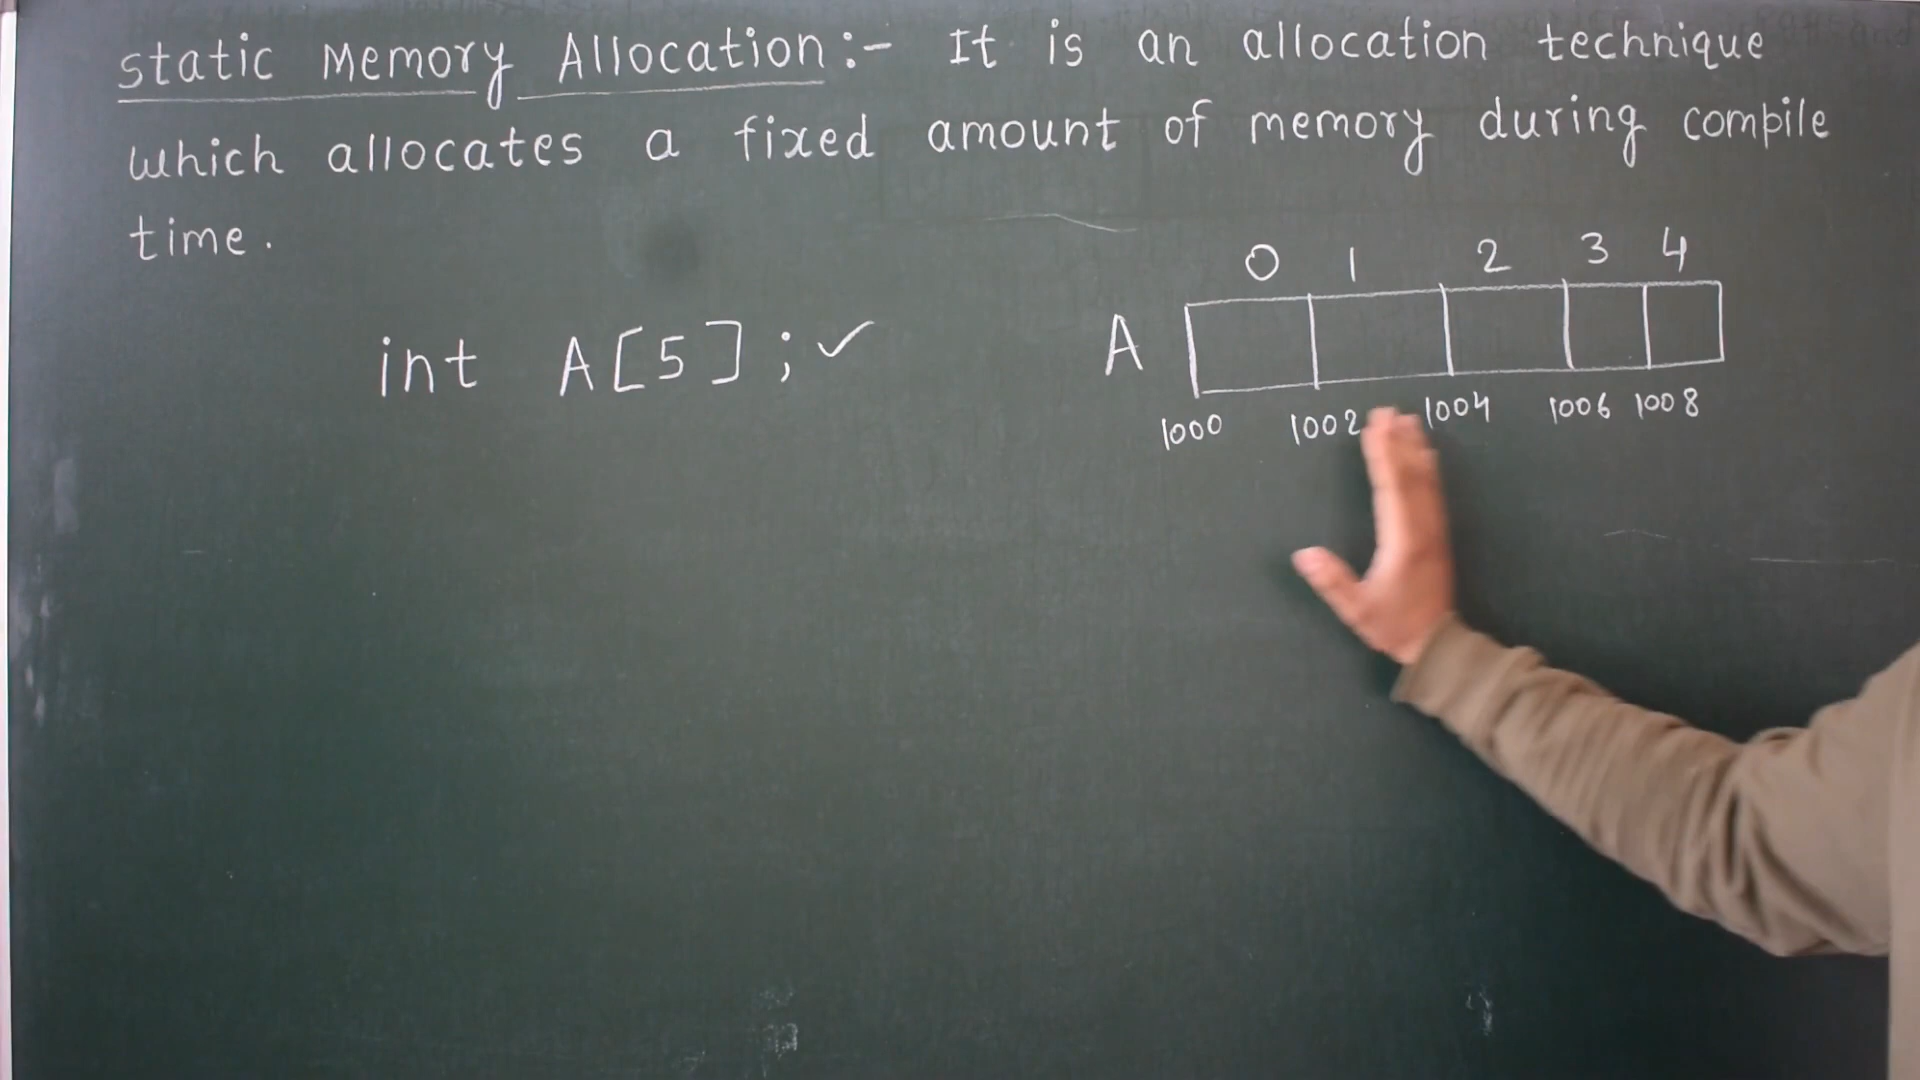 static Memory Allocation:- It is an allocation technique
which allocates a fixed amount of memory during compile
time.
0 1 2 3 4
int A[5];✓ A
1000 1002 1004 1006 1008